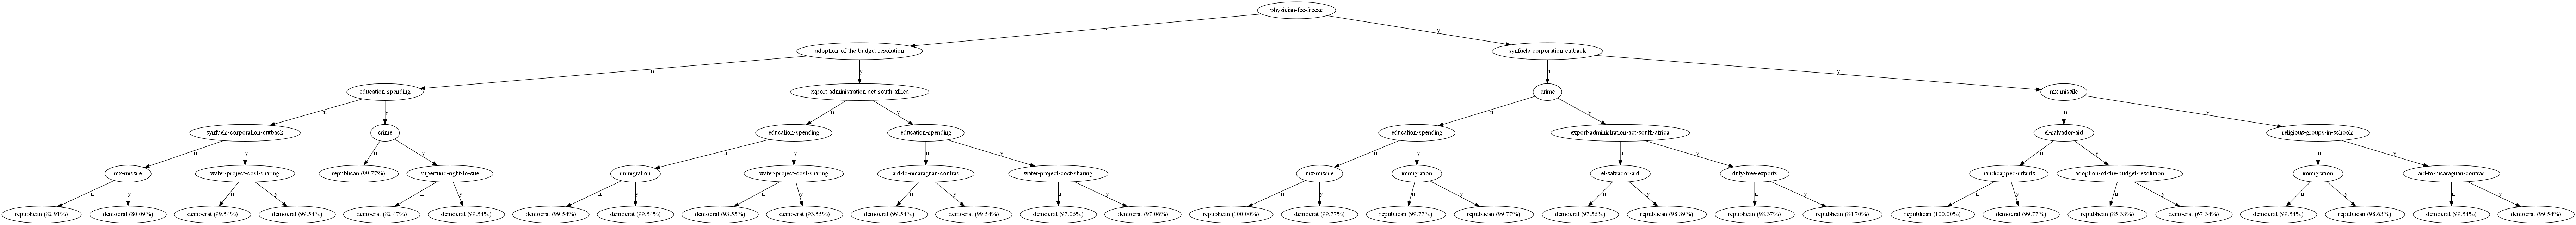 physician-fee-freeze
n
y
adoption-of-the-budget-resolution
synfuels-corporation-cutback
n
y
n
y
education-spending
export-administration-act-south-africa
crime
mx-missile
n
y
n
y
n
y
n
y
synfuels-corporation-cutback
crime
education-spending
education-spending
education-spending
export-administration-act-south-africa
el-salvador-aid
religious-groups-in-schools
n
y
n
y
n
y
n
y
n
y
n
y
n
y
n
y
mx-missile
water-project-cost-sharing
republican (99.77%)
superfund-right-to-sue
immigration
water-project-cost-sharing
aid-to-nicaraguan-contras
water-project-cost-sharing
mx-missile
immigration
el-salvador-aid
duty-free-exports
handicapped-infants
adoption-of-the-budget-resolution
immigration
aid-to-nicaraguan-contras
n
y
n
y
n
y
n
y
n
y
n
y
n
y
n
y
n
y
n
y
n
y
n
y
n
y
n
y
n
y
republican (82.91%)
democrat (80.09%)
democrat (99.54%)
democrat (99.54%)
democrat (82.47%)
democrat (99.54%)
democrat (99.54%)
democrat (99.54%)
democrat (93.55%)
democrat (93.55%)
democrat (99.54%)
democrat (99.54%)
democrat (97.06%)
democrat (97.06%)
republican (100.00%)
democrat (99.77%)
republican (99.77%)
republican (99.77%)
democrat (97.56%)
republican (98.39%)
republican (98.37%)
republican (84.70%)
republican (100.00%)
democrat (99.77%)
republican (85.33%)
democrat (67.34%)
democrat (99.54%)
republican (98.63%)
democrat (99.54%)
democrat (99.54%)